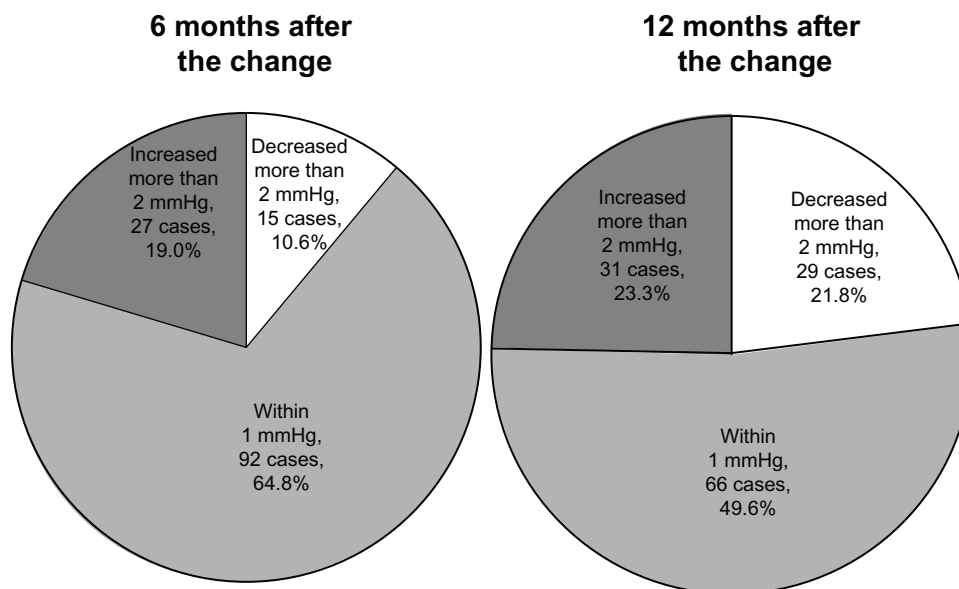 6 months after
the change
Increased
more than
2 mmHg,
27 cases,
19.0%
Decreased
more than
2 mmHg,
15 cases,
10.6%
Within
1 mmHg,
92 cases,
64.8%
12 months after
the change
Increased
more than
2 mmHg,
31 cases,
23.3%
Decreased
more than
2 mmHg,
29 cases,
21.8%
Within
1 mmHg,
66 cases,
49.6%